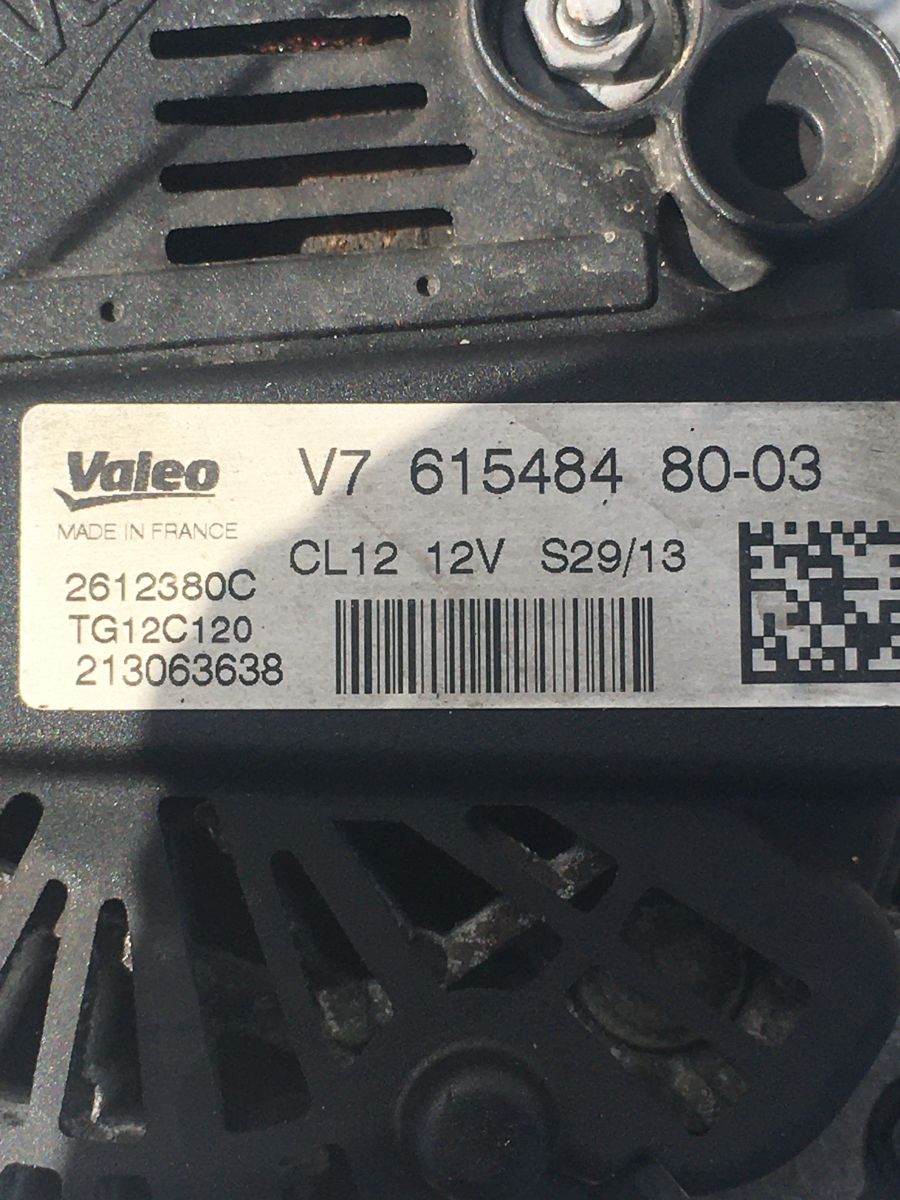 Valeo V7 615484 80-03
MADE IN FRANCE
CL12 12V S29/13
2612380C
TG12C120
213063638